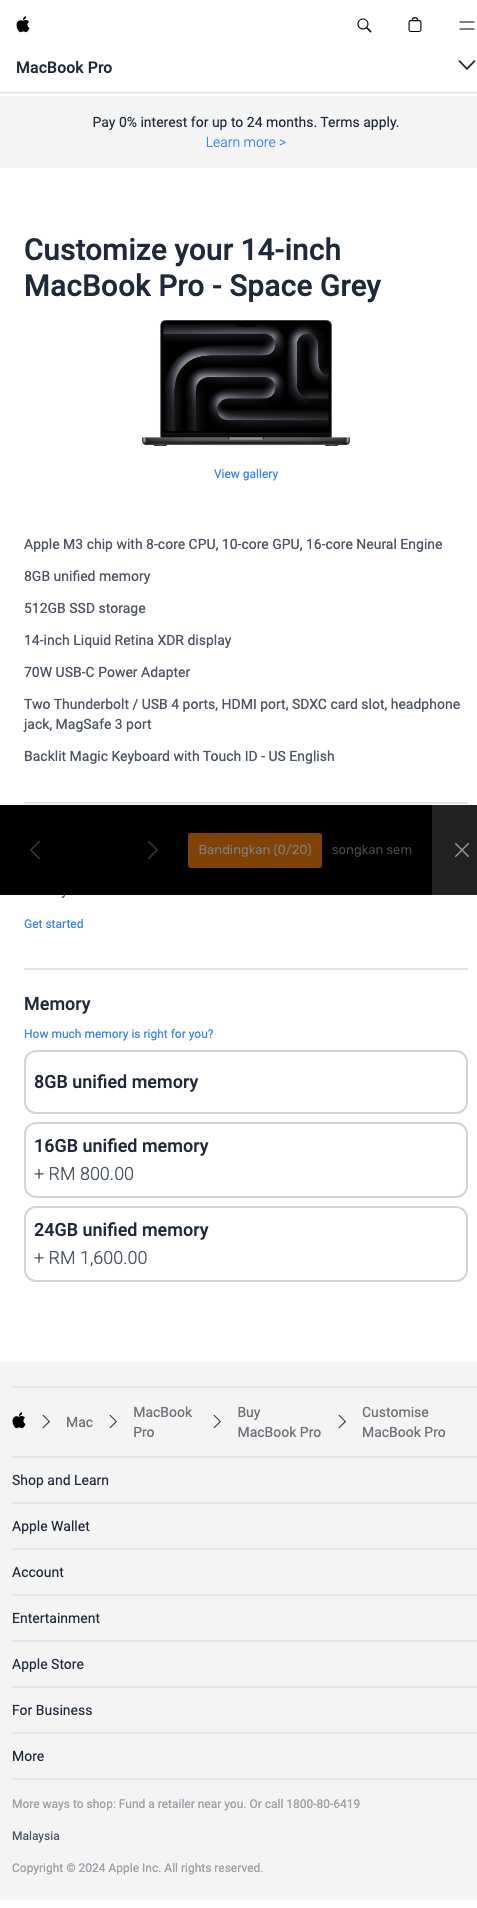 MacBook Pro
Pay 0% interest for up to 24 months. Terms apply.
Learn more >
Customize your 14-inch
MacBook Pro - Space Grey
View gallery
Apple M3 chip with 8-core CPU, 10-core GPU, 16-core Neural Engine
8GB unified memory
512GB SSD storage
14-inch Liquid Retina XDR display
70W USB-C Power Adapter
Two Thunderbolt / USB 4 ports, HDMI port, SDXC card slot, headphone
jack, MagSafe 3 port
Backlit Magic Keyboard with Touch ID - US English
Bandingkan (0/20) songkan sem
Get started
Memory
How much memory is right for you?
8GB unified memory
16GB unified memory
+ RM 800.00
24GB unified memory
+ RM 1,600.00
Mac
MacBook
Pro
Buy
MacBook Pro
Customise
MacBook Pro
Shop and Learn
Apple Wallet
Account
Entertainment
Apple Store
For Business
More
More ways to shop: Fund a retailer near you. Or call 1800-80-6419
Malaysia
Copyright © 2024 Apple Inc. All rights reserved.